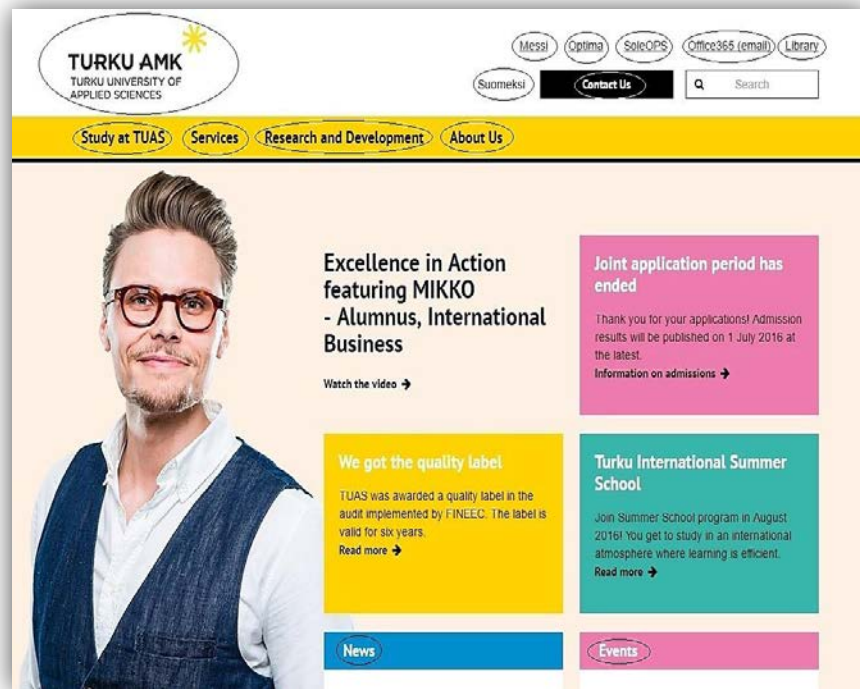 TURKU AMK
TURKU UNIVERSITY OF
APPLIED SCIENCES
Messi Optima SoleOPS Office365 (email) Library
Suomeksi Contact Us Search
Study at TUAS Services Research and Development About Us
Excellence in Action
featuring MIKKO
- Alumnus, International
Business
Watch the video
Joint application period has
ended
Thank you for your applications! Admission
results will be published on 1 July 2016 at
the latest.
Information on admissions
We got the quality label
TUAS was awarded a quality label in the
audit implemented by FINEEC. The label is
valid for six years.
Read more
Turku International Summer
School
Join Summer School program in August
2016! You get to study in an international
atmosphere where learning is efficient.
Read more
News
Events